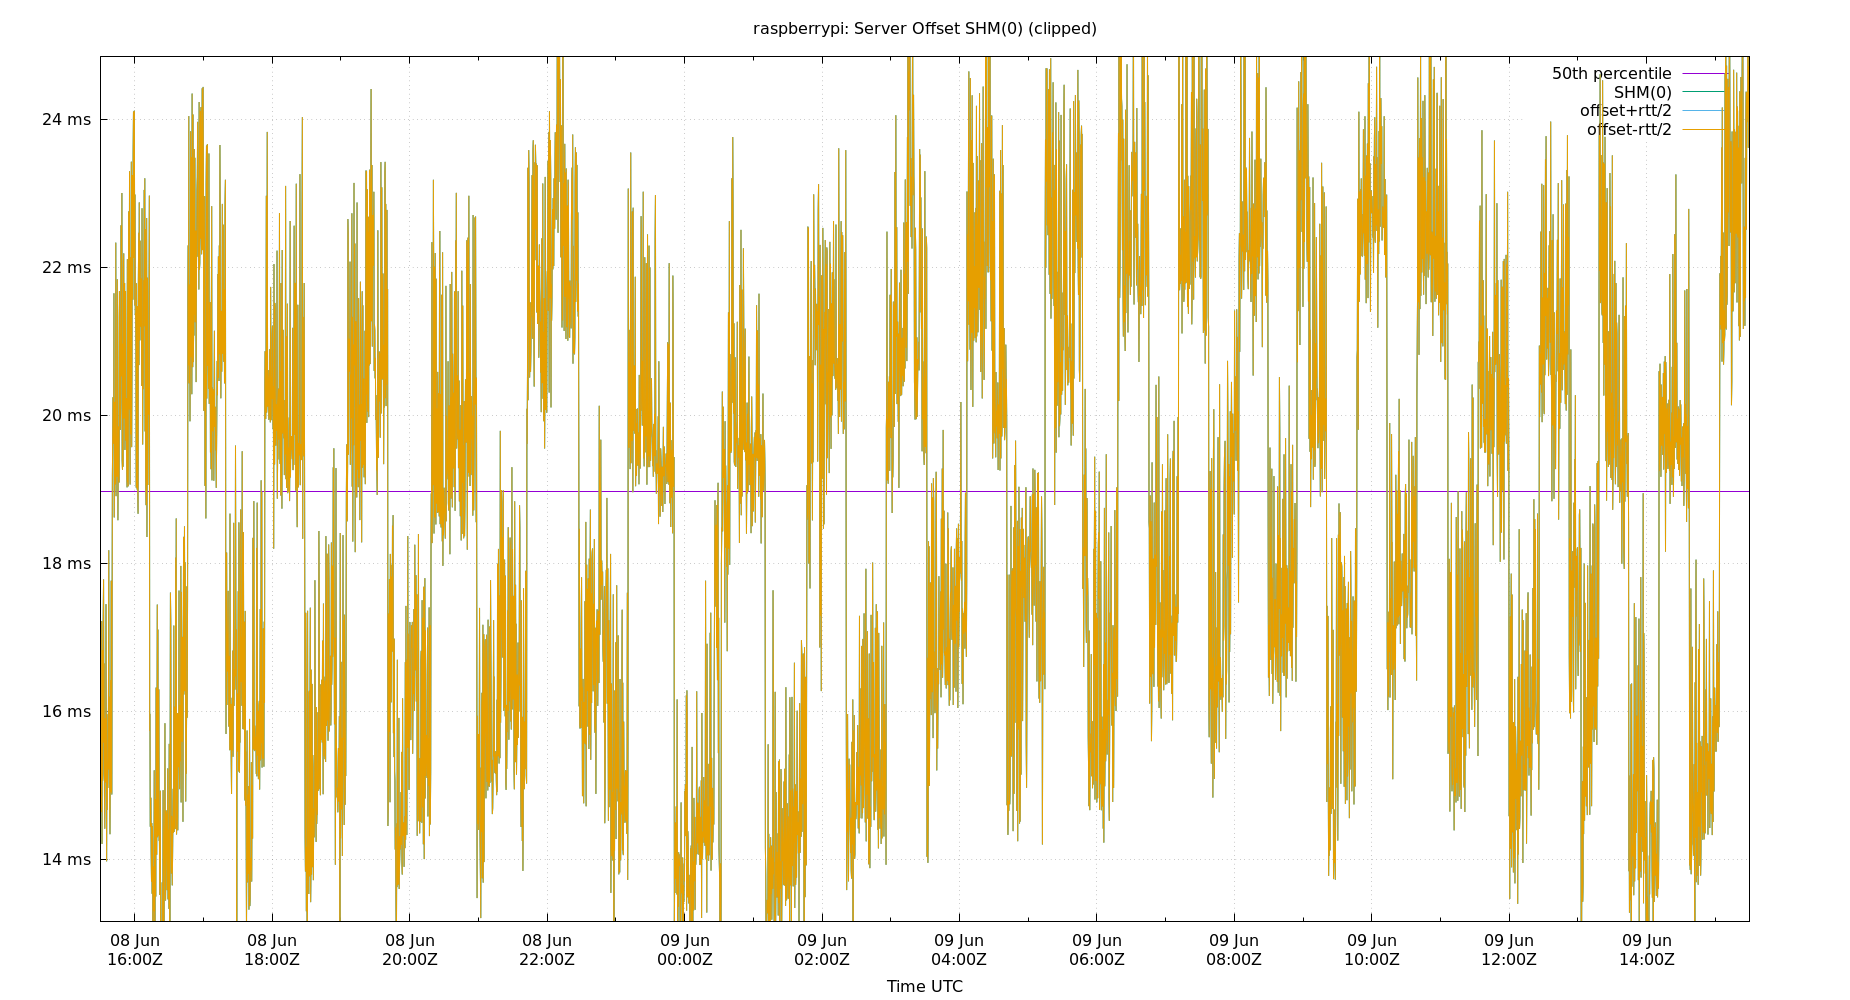 raspberrypi: Server Offset SHM(0) (clipped)
50th percentile
SHM(0)
offset+rtt/2
offset-rtt/2
24 ms
22 ms
20 ms
18 ms
16 ms
14 ms
08 Jun 08 Jun 08 Jun 08 Jun 09 Jun 09 Jun 09 Jun 09 Jun 09 Jun 09 Jun 09 Jun 09 Jun
16:00Z 18:00Z 20:00Z 22:00Z 00:00Z 02:00Z 04:00Z 06:00Z 08:00Z 10:00Z 12:00Z 14:00Z
Time UTC